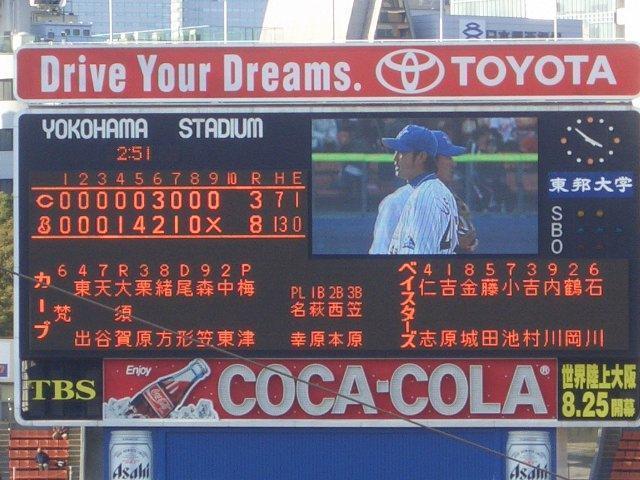 Drive Your Dreams. TOYOTA
YOKOHAMA STADIUM
2:51
1 2 3 4 5 6 7 8 9 10 R H E
C 0 0 0 0 0 3 0 0 0 3 7 1
B 0 0 0 1 4 2 1 0 X 8 13 0
東邦大学
S
B
O
カープ
6 4 7 R 3 8 D 9 2 P
東 天 大 栗 緒 尾 森 中 梅
梵 須
出 谷 賀 原 方 形 笠 東 津
PL 1B 2B 3B
名 萩 西 笠
幸 原 本 原
ベイスターズ
4 1 8 5 7 3 9 2 6
仁 吉 金 藤 小 吉 内 鶴 石
志 原 城 田 池 村 川 岡 川
TBS
Enjoy
Coca-Cola
COCA-COLA®
世界陸上大阪
8.25開幕
Asahi
Asahi